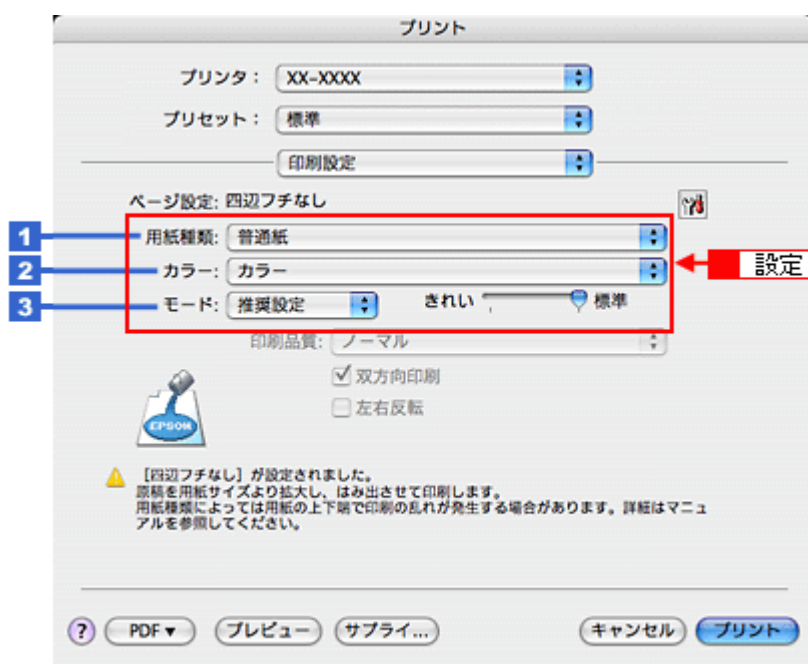 プリント
プリンタ： XX-XXXX
プリセット： 標準
印刷設定
ページ設定: 四辺フチなし
1 用紙種類: 普通紙
設定
2 カラー: カラー
3 モード: 推奨設定 きれい 標準
印刷品質: ノーマル
双方向印刷
左右反転
EPSON
［四辺フチなし］が設定されました。
原稿を用紙サイズより拡大し、はみ出させて印刷します。
用紙種類によっては用紙の上下端で印刷の乱れが発生する場合があります。詳細はマニュ
アルを参照してください。
? PDF▼ プレビュー サプライ... キャンセル プリント